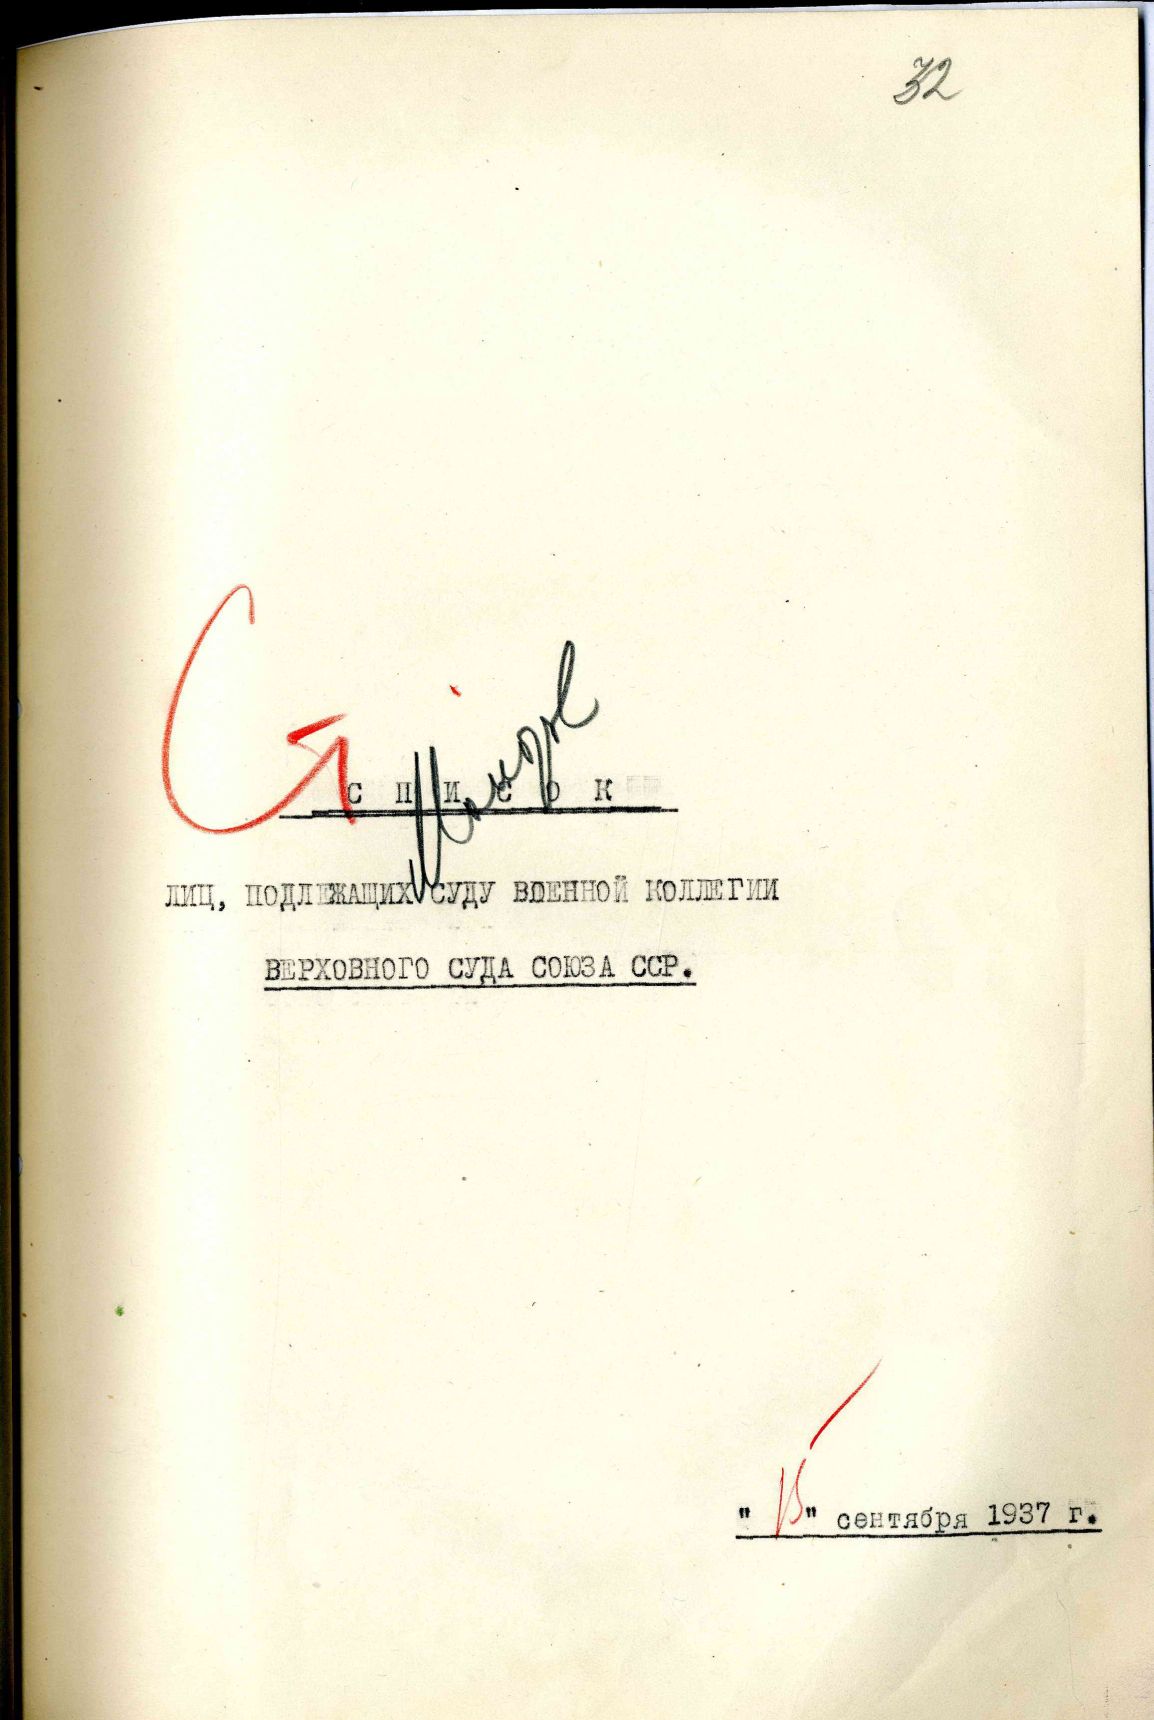 32
С П И С О К
ЛИЦ, ПОДЛЕЖАЩИХ СУДУ ВОЕННОЙ КОЛЛЕГИИ
ВЕРХОВНОГО СУДА СОЮЗА ССР.
"15" сентября 1937 г.